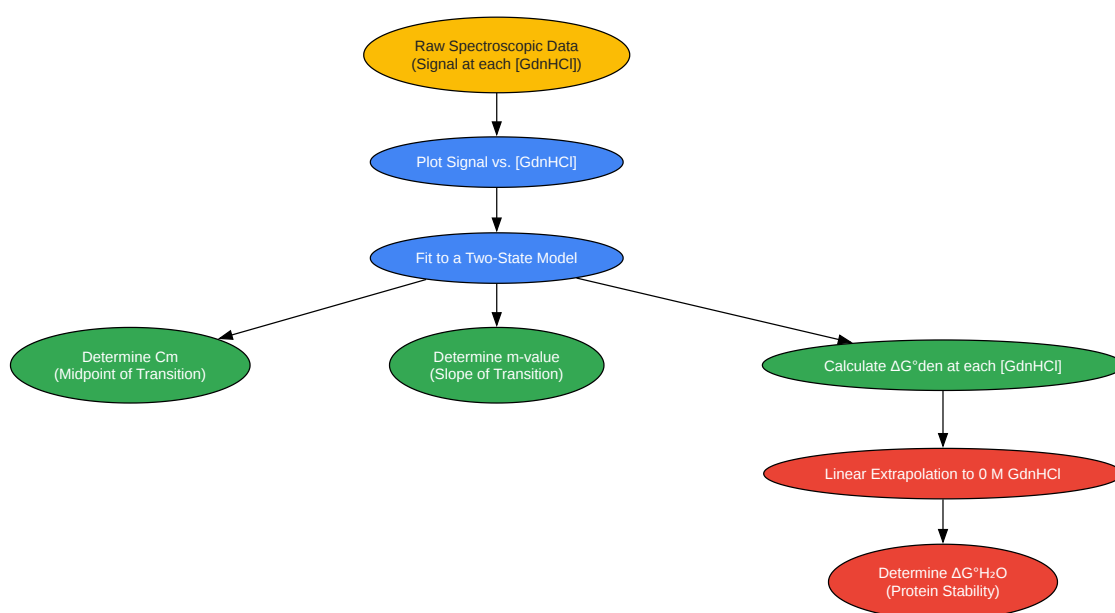 Raw Spectroscopic Data
(Signal at each [GdnHCl])
Plot Signal vs. [GdnHCl]
Fit to a Two-State Model
Determine Cm
(Midpoint of Transition)
Determine m-value
(Slope of Transition)
Calculate ΔG°den at each [GdnHCl]
Linear Extrapolation to 0 M GdnHCl
Determine ΔG°H₂O
(Protein Stability)